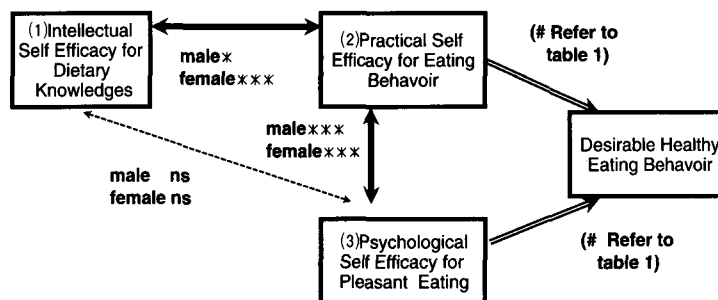 (1)Intellectual
Self Efficacy for
Dietary
Knowledges
male*
female***
(2)Practical Self
Efficacy for Eating
Behavoir
(# Refer to
table 1)
male***
female***
Desirable Healthy
Eating Behavoir
male ns
female ns
(3)Psychological
Self Efficacy for
Pleasant Eating
(# Refer to
table 1)